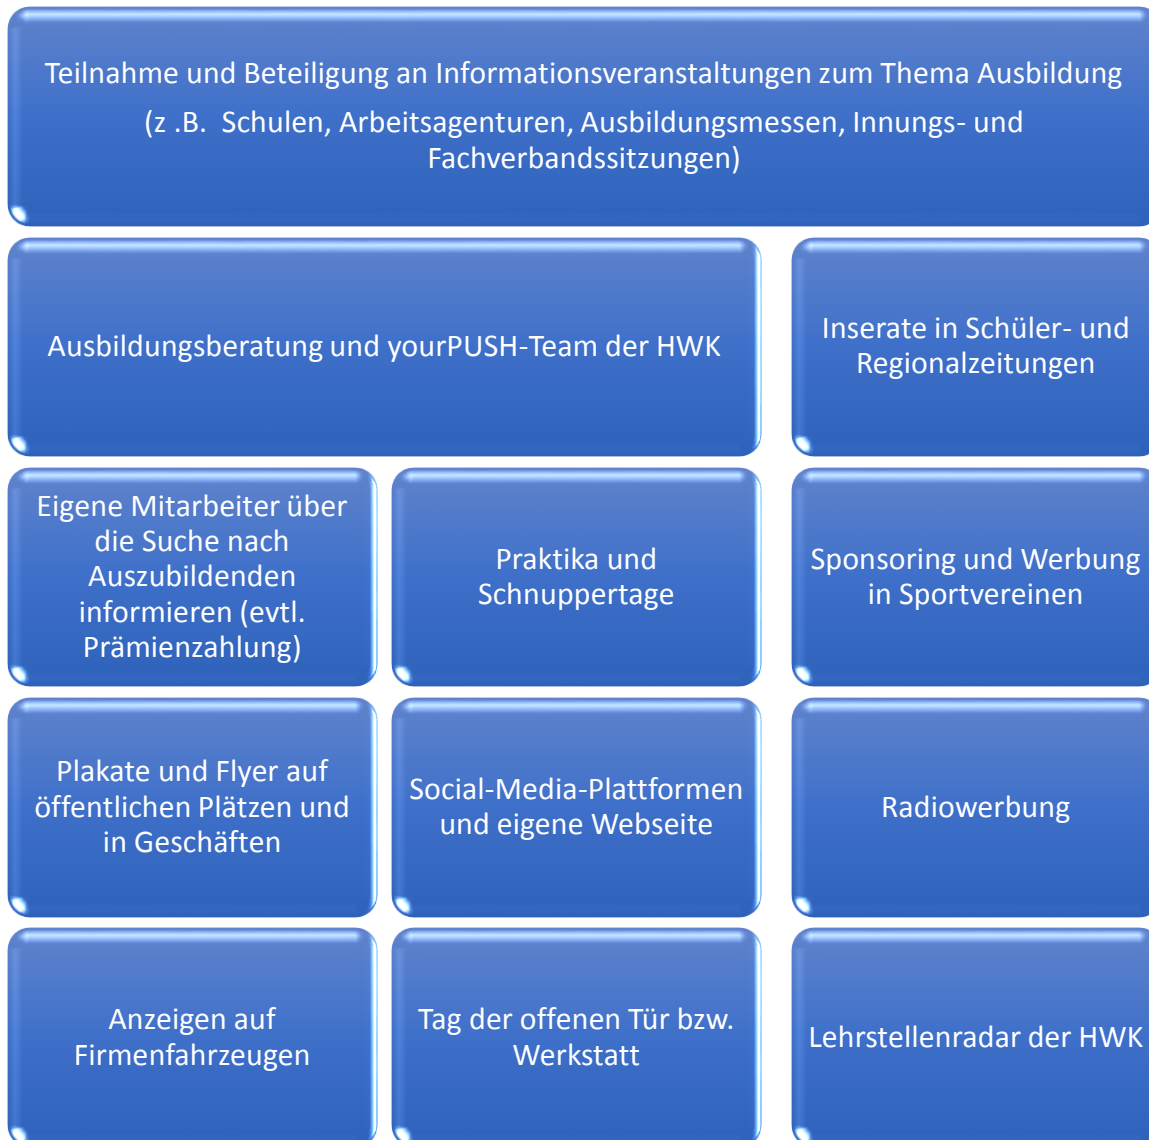 Teilnahme und Beteiligung an Informationsveranstaltungen zum Thema Ausbildung
(z .B. Schulen, Arbeitsagenturen, Ausbildungsmessen, Innungs- und
Fachverbandssitzungen)
Ausbildungsberatung und yourPUSH-Team der HWK
Inserate in Schüler- und
Regionalzeitungen
Eigene Mitarbeiter über
die Suche nach
Auszubildenden
informieren (evtl.
Prämienzahlung)
Praktika und
Schnuppertage
Sponsoring und Werbung
in Sportvereinen
Plakate und Flyer auf
öffentlichen Plätzen und
in Geschäften
Social-Media-Plattformen
und eigene Webseite
Radiowerbung
Anzeigen auf
Firmenfahrzeugen
Tag der offenen Tür bzw.
Werkstatt
Lehrstellenradar der HWK